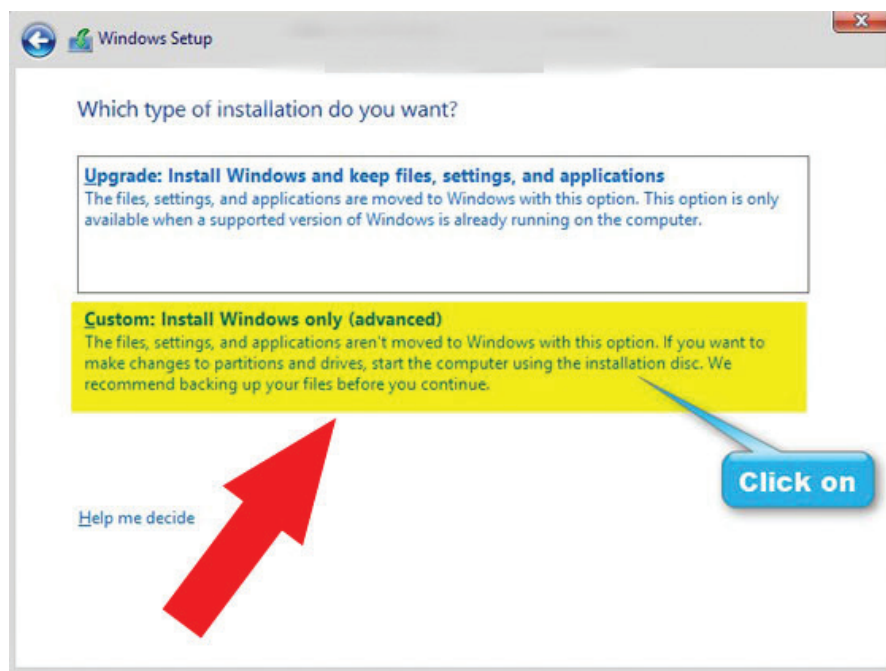 Windows Setup
Which type of installation do you want?
Upgrade: Install Windows and keep files, settings, and applications
The files, settings, and applications are moved to Windows with this option. This option is only
available when a supported version of Windows is already running on the computer.
Custom: Install Windows only (advanced)
The files, settings, and applications aren't moved to Windows with this option. If you want to
make changes to partitions and drives, start the computer using the installation disc. We
recommend backing up your files before you continue.
Click on
Help me decide